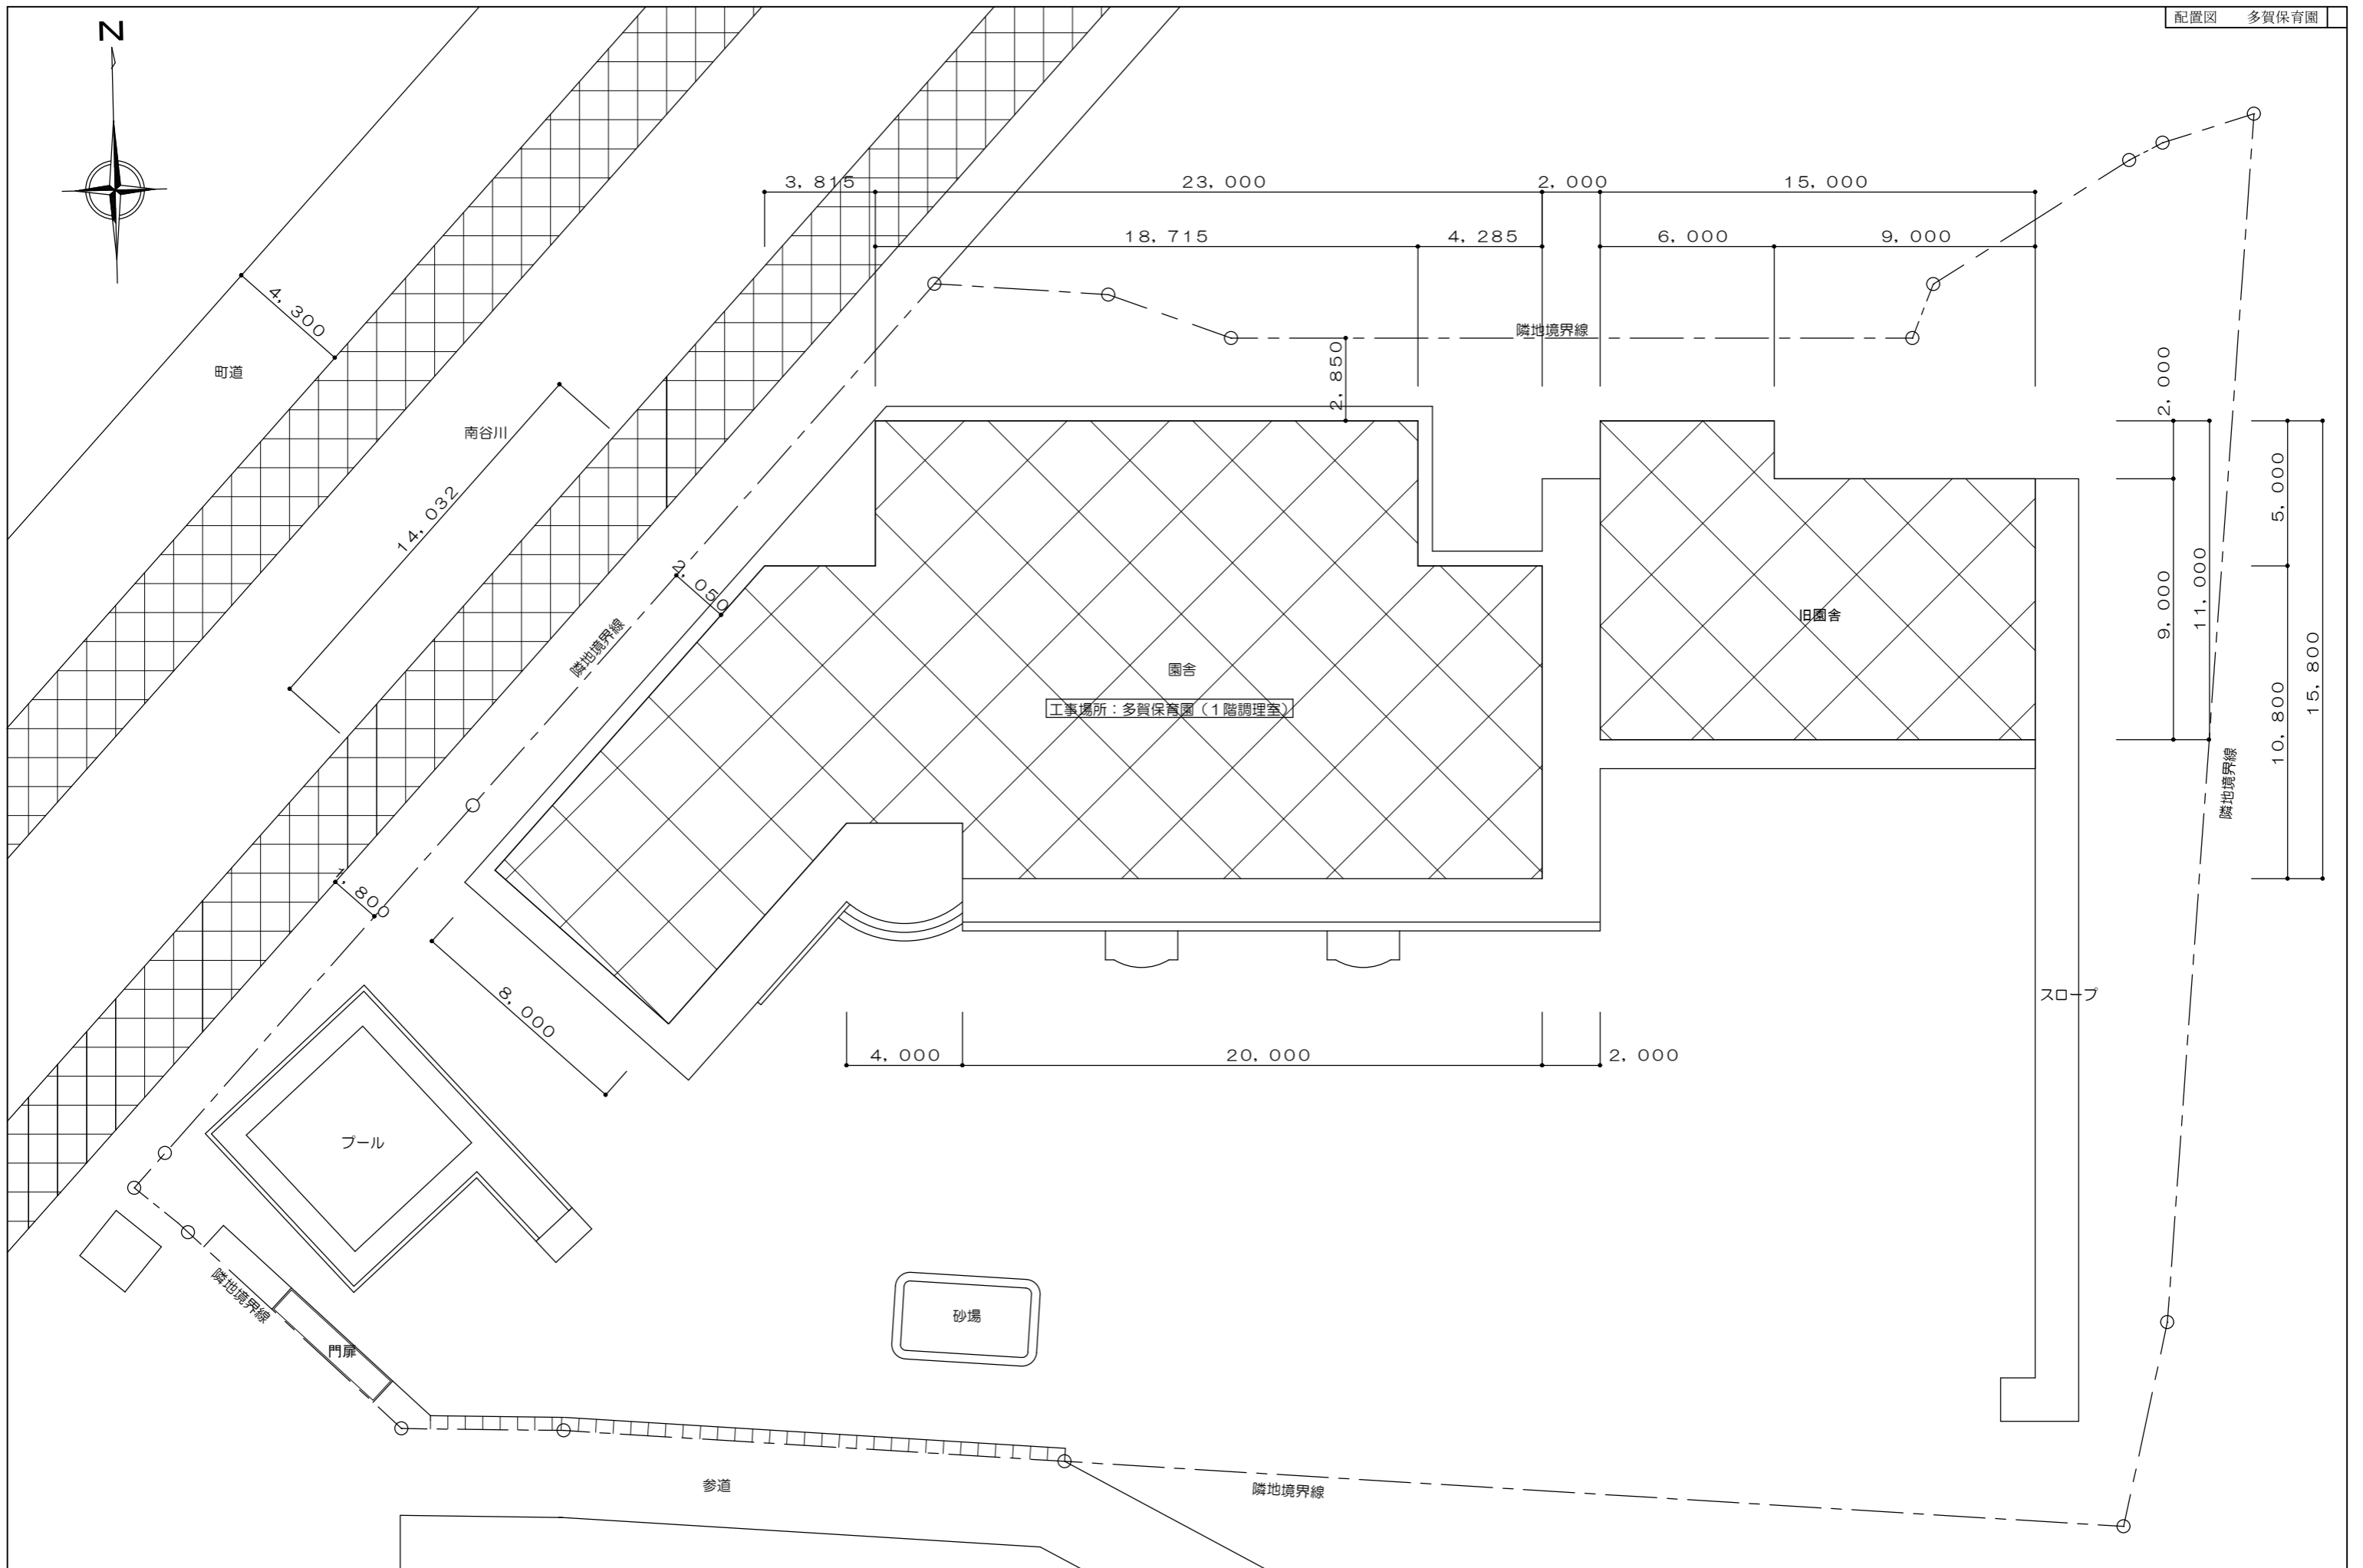 配置図 多賀保育園
N
3,815
23,000
2,000
15,000
18,715
4,285
6,000
9,000
4,300
町道
隣地境界線
2,850
2,000
南谷川
14,032
5,000
2,050
11,000
9,000
旧園舎
隣地境界線
園舎
15,800
工事場所：多賀保育園（1階調理室）
10,800
隣地境界線
1,800
スロープ
8,000
4,000
20,000
2,000
プール
隣地境界線
砂場
門扉
参道
隣地境界線